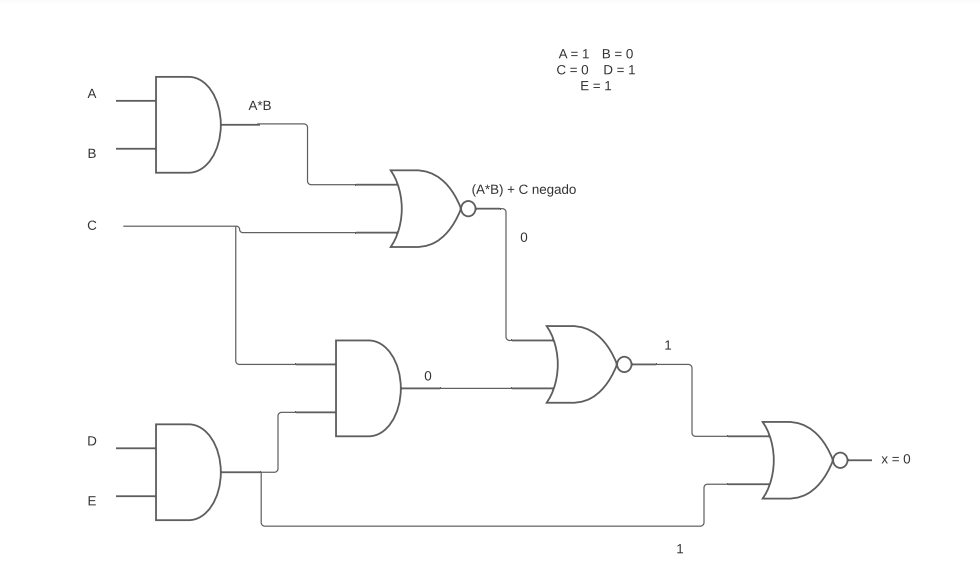 A = 1 B = 0
C = 0 D = 1
E = 1
A
A*B
B
(A*B) + C negado
C
0
1
0
D
x = 0
E
1